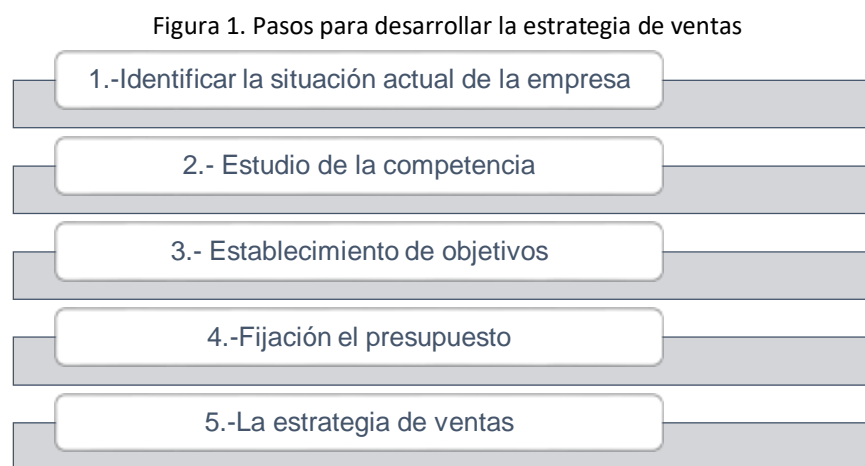 Figura 1. Pasos para desarrollar la estrategia de ventas
1.-Identificar la situación actual de la empresa
2.- Estudio de la competencia
3.- Establecimiento de objetivos
4.-Fijación el presupuesto
5.-La estrategia de ventas